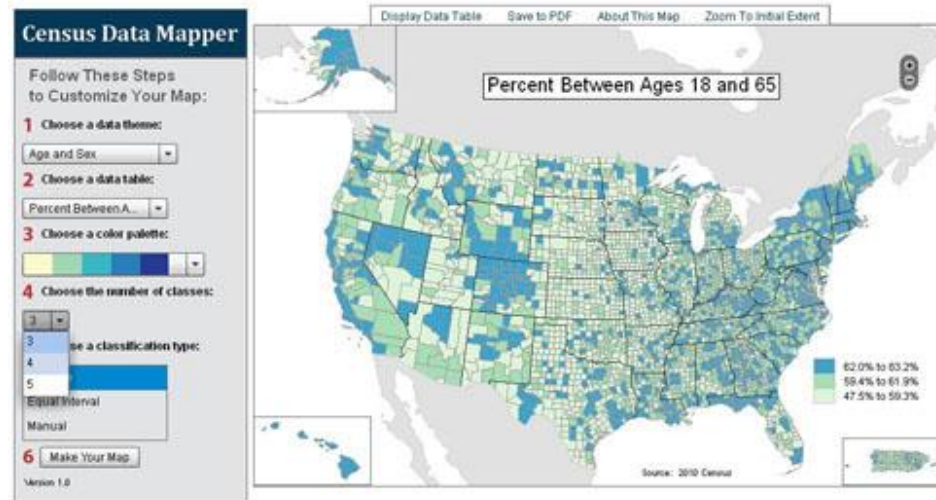 Census Data Mapper
Follow These Steps
to Customize Your Map:
1 Choose a data theme:
Age and Sex
2 Choose a data table:
Percent Between A...
3 Choose a color palette:
4 Choose the number of classes:
3
3
4
5
se a classification type:
Equal Interval
Manual
6 Make Your Map
Version 1.0
Display Data Table Save to PDF About This Map Zoom To Initial Extent
Percent Between Ages 18 and 65
62.0% to 83.2%
59.4% to 61.9%
47.5% to 59.3%
Source: 2010 Census